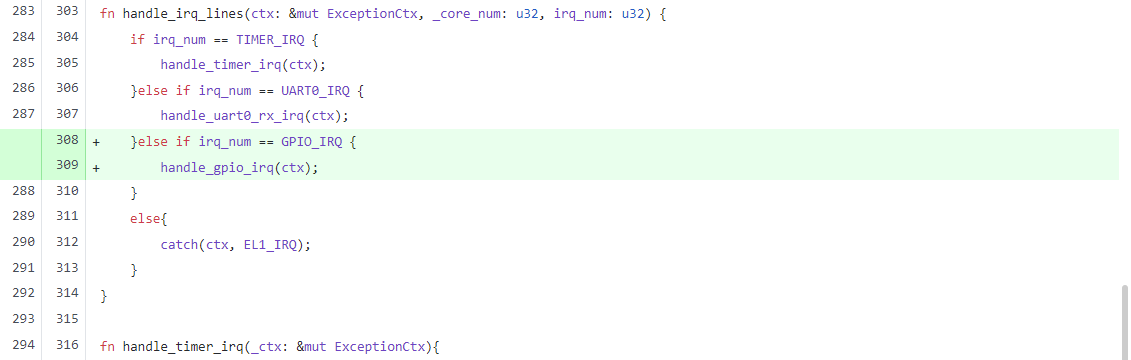 283 303 fn handle_irq_lines(ctx: &mut ExceptionCtx, _core_num: u32, irq_num: u32) {
284 304     if irq_num == TIMER_IRQ {
285 305         handle_timer_irq(ctx);
286 306     }else if irq_num == UART0_IRQ {
287 307         handle_uart0_rx_irq(ctx);
308 +     }else if irq_num == GPIO_IRQ {
309 +         handle_gpio_irq(ctx);
288 310     }
289 311     else{
290 312         catch(ctx, EL1_IRQ);
291 313     }
292 314 }
293 315
294 316 fn handle_timer_irq(_ctx: &mut ExceptionCtx){